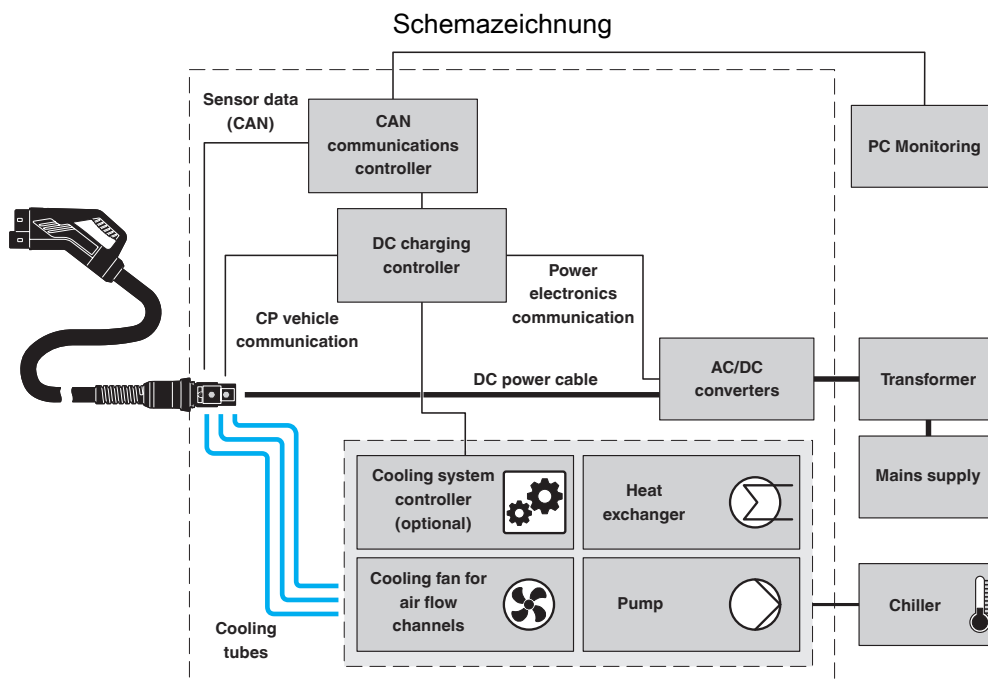 Schemazeichnung
Sensor data
(CAN)
CAN
communications
controller
PC Monitoring
DC charging
controller
Power
electronics
communication
CP vehicle
communication
DC power cable
AC/DC
converters
Transformer
Mains supply
Cooling system
controller
(optional)
Heat
exchanger
Cooling fan for
air flow
channels
Pump
Chiller
Cooling
tubes